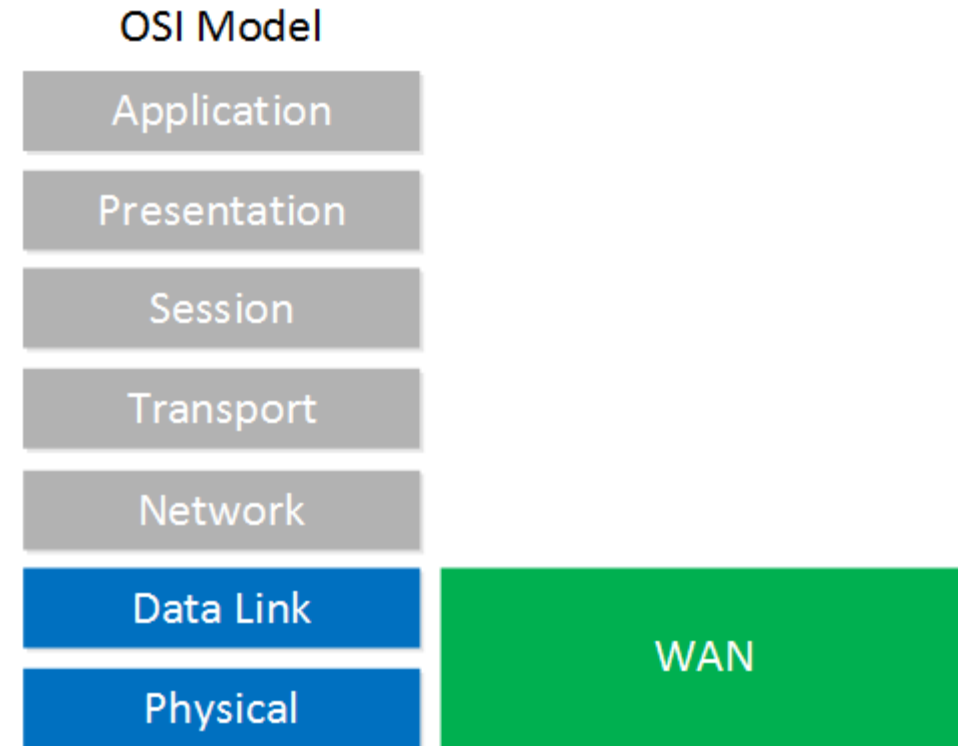 OSI Model
Application
Presentation
Session
Transport
Network
Data Link
WAN
Physical